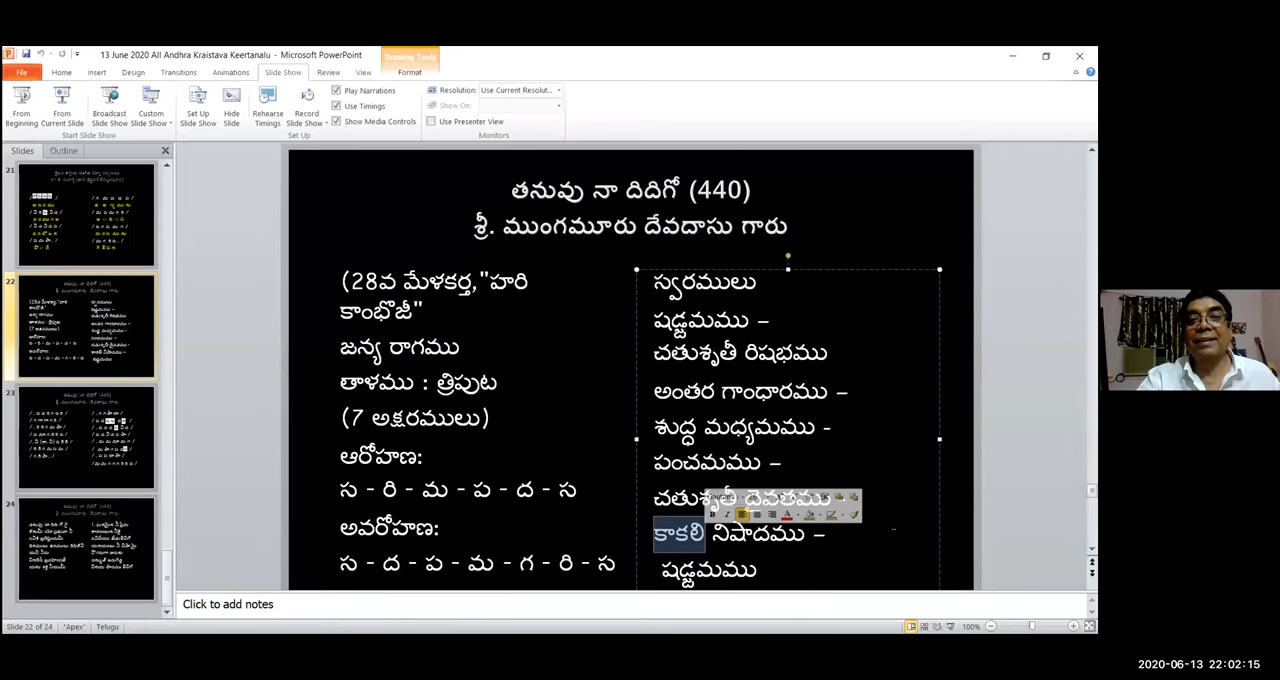 13 June 2020 All Andhra Kraistava Keertanalu - Microsoft PowerPoint
Drawing Tools
File Home Insert Design Transitions Animations Slide Show Review View Format
From Beginning
From Current Slide
Broadcast Slide Show
Custom Slide Show
Set Up Slide Show
Hide Slide
Rehearse Timings
Record Slide Show
Play Narrations
Use Timings
Show Media Controls
Resolution: Use Current Resolut...
Show On:
Use Presenter View
Start Slide Show
Set Up
Monitors
Slides Outline
21
22
23
24
తనువు నా దిదిగో (440)
శ్రీ. ముంగమూరు దేవదాసు గారు
(28వ మేళకర్త,"హరి
కాంభోజీ"
జన్య రాగము
తాళము : త్రిపుట
(7 అక్షరములు)
ఆరోహణ:
స - రి - మ - ప - ద - స
అవరోహణ:
స - ద - ప - మ - గ - రి - స
స్వరములు
షడ్జమము –
చతుశృతీ రిషభము
అంతర గాంధారము –
శుద్ధ మధ్యమము -
పంచమము –
చతుశృతీ దైవతము -
కాకలి నిషాదము –
షడ్జమము
Click to add notes
Slide 22 of 24 "Apex" Telugu
100%
2020-06-13 22:02:15